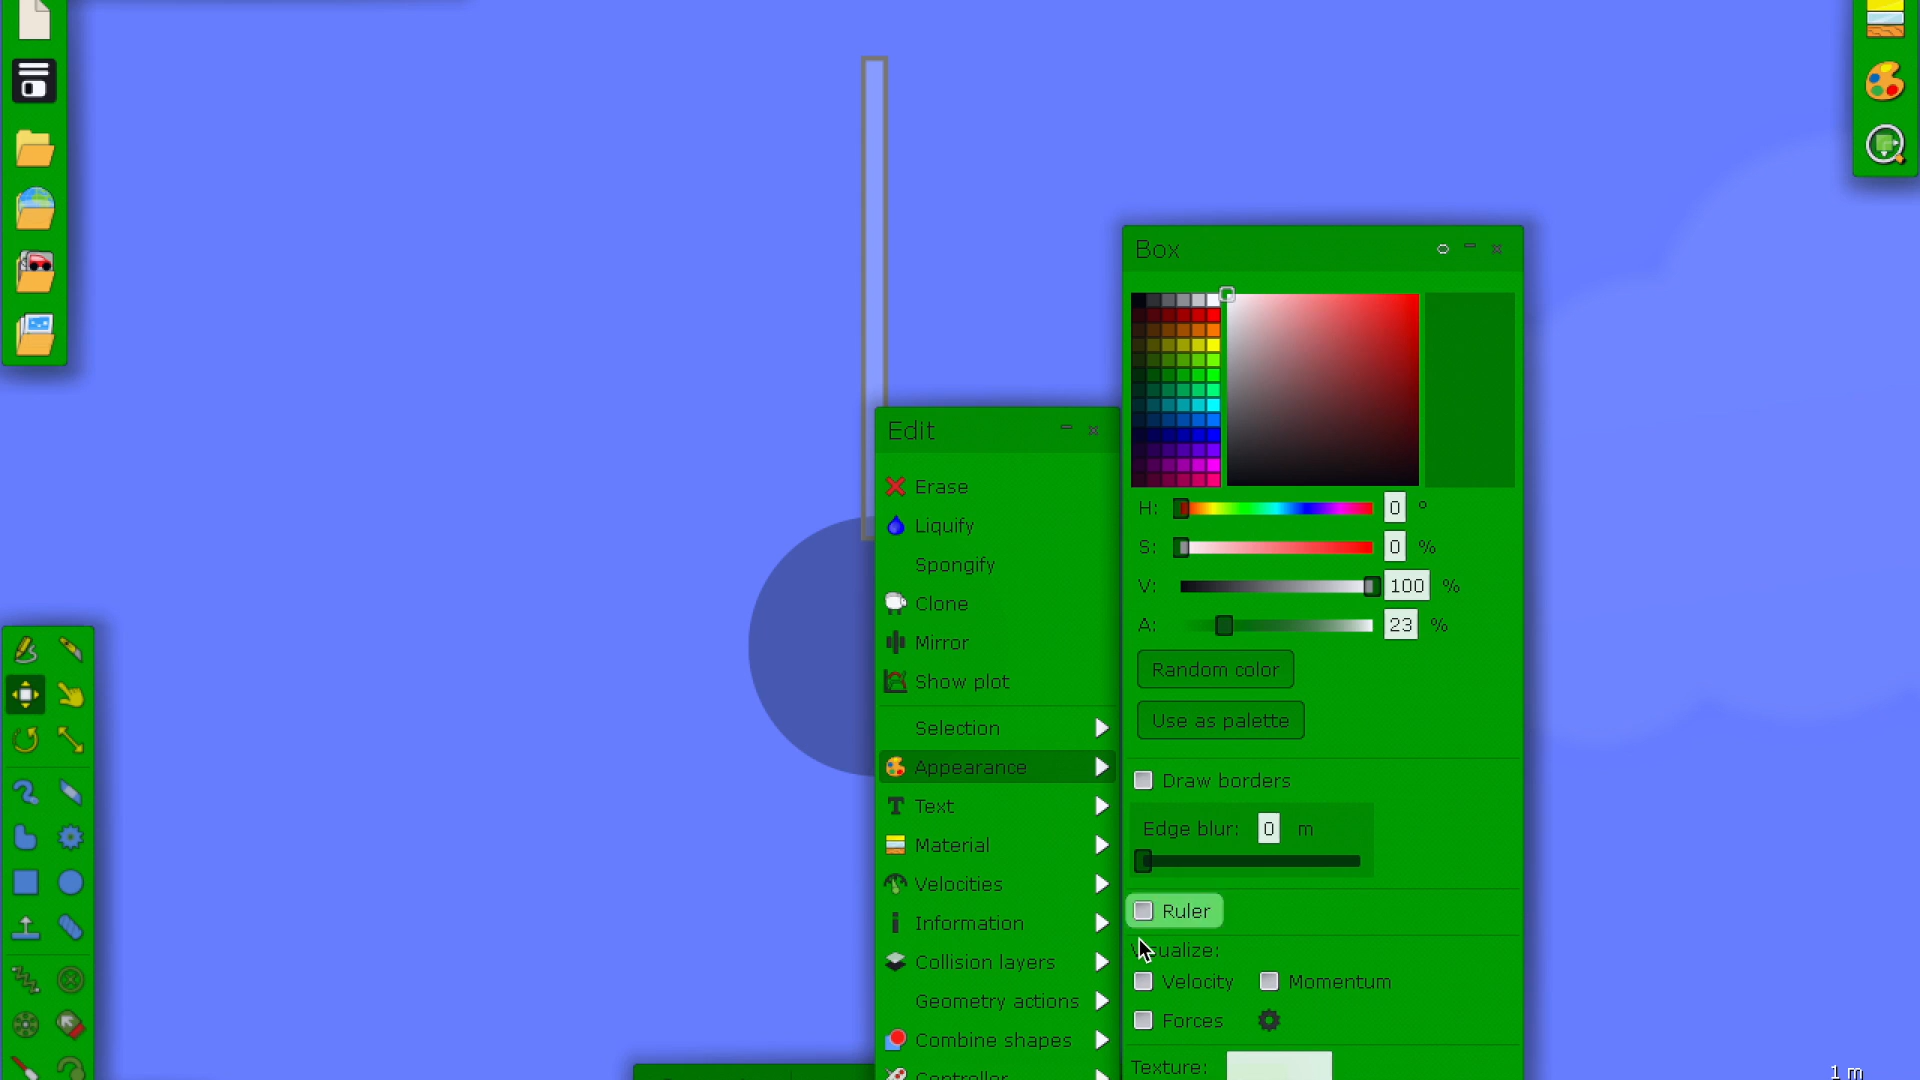 Box
Edit
Erase
Liquify
Spongify
Clone
Mirror
Show plot
Selection
Appearance
Text
Material
Velocities
Information
Collision layers
Geometry actions
Combine shapes
Controller
H: 0 °
S: 0 %
V: 100 %
A: 23 %
Random color
Use as palette
Draw borders
Edge blur: 0 m
Ruler
Visualize:
Velocity Momentum
Forces
Texture:
1 m